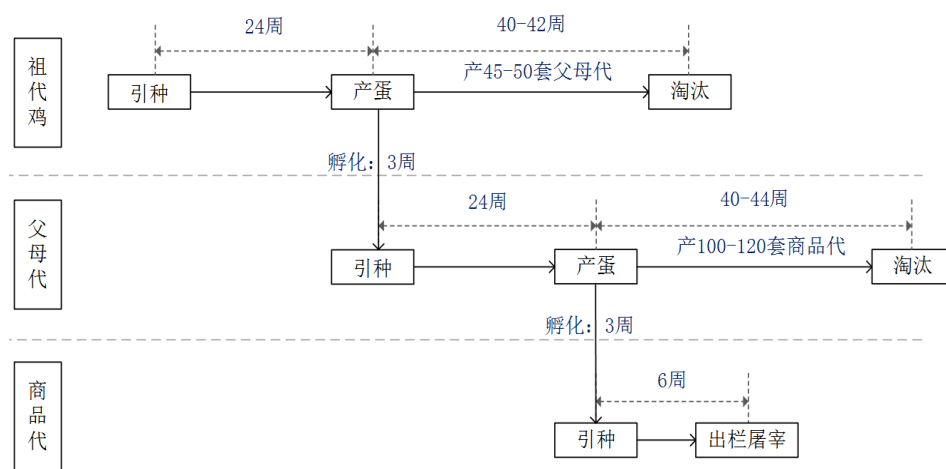 祖代鸡
24周
40-42周
引种
产蛋
产45-50套父母代
淘汰
孵化：3周
父母代
24周
40-44周
引种
产蛋
产100-120套商品代
淘汰
孵化：3周
商品代
6周
引种
出栏屠宰